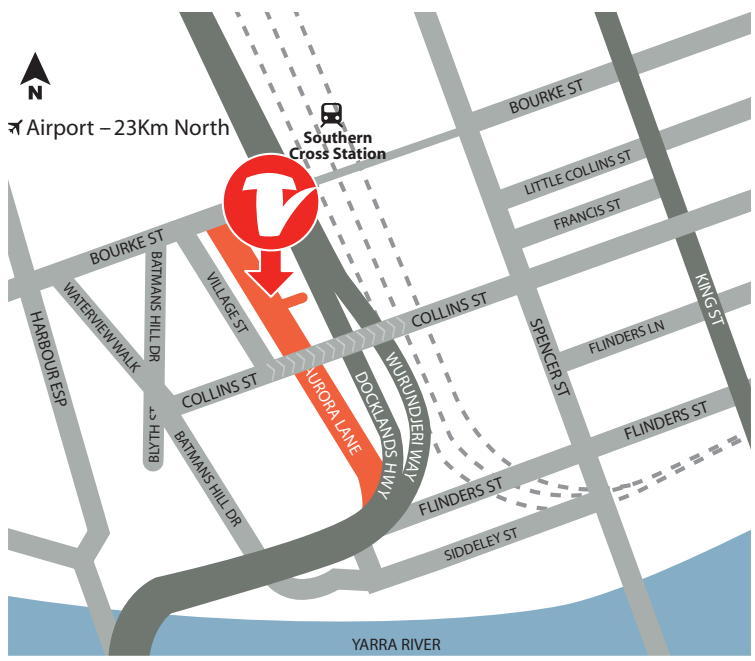 N
Airport – 23Km North
Southern
Cross Station
BOURKE ST
LITTLE COLLINS ST
FRANCIS ST
BOURKE ST
BATMANS HILL DR
VILLAGE ST
WATERVIEW WALK
HARBOUR ESP
COLLINS ST
KING ST
SPENCER ST
FLINDERS LN
COLLINS ST
AURORA LANE
DOCKLANDS HWY
WURUNDJERI WAY
BLYTH ST
BATMANS HILL DR
FLINDERS ST
FLINDERS ST
SIDDELEY ST
YARRA RIVER